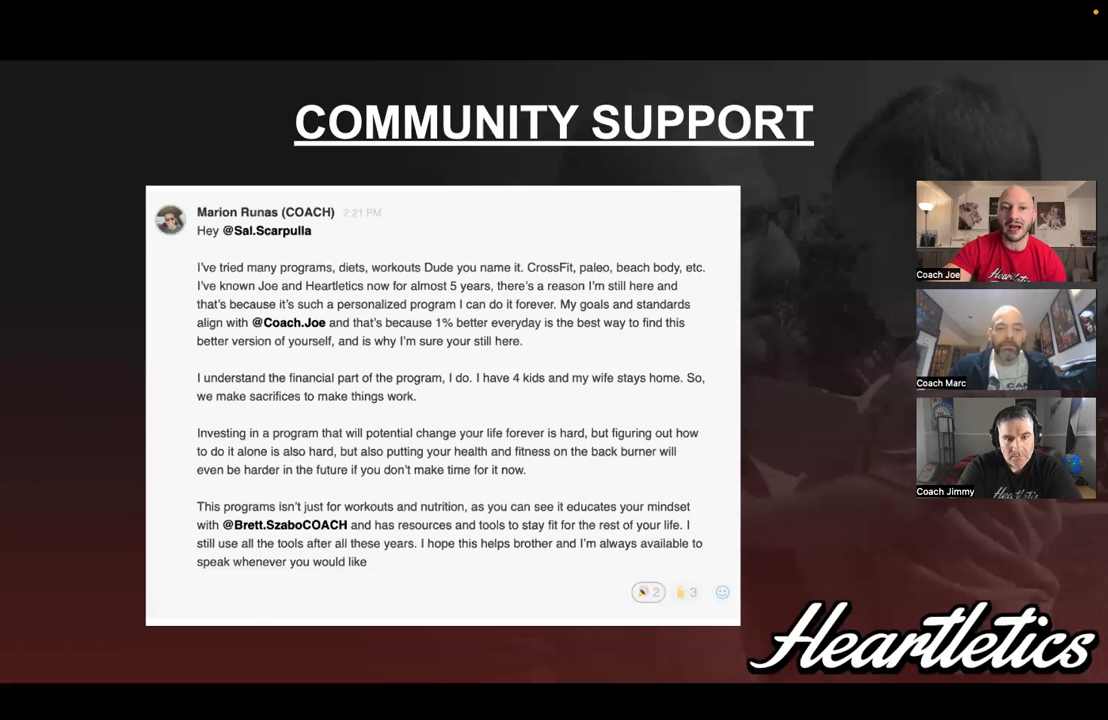 COMMUNITY SUPPORT
Marion Runas (COACH) 2:21 PM
Hey @Sal.Scarpulla
I've tried many programs, diets, workouts Dude you name it. CrossFit, paleo, beach body, etc.
I've known Joe and Heartletics now for almost 5 years, there's a reason I'm still here and
that's because it's such a personalized program I can do it forever. My goals and standards
align with @Coach.Joe and that's because 1% better everyday is the best way to find this
better version of yourself, and is why I'm sure your still here.
I understand the financial part of the program, I do. I have 4 kids and my wife stays home. So,
we make sacrifices to make things work.
Investing in a program that will potential change your life forever is hard, but figuring out how
to do it alone is also hard, but also putting your health and fitness on the back burner will
even be harder in the future if you don't make time for it now.
This programs isn't just for workouts and nutrition, as you can see it educates your mindset
with @Brett.SzaboCOACH and has resources and tools to stay fit for the rest of your life. I
still use all the tools after all these years. I hope this helps brother and I'm always available to
speak whenever you would like
2 3
Heartletics
Coach Joe
Coach Marc
Heartletics
Coach Jimmy
Heartletics